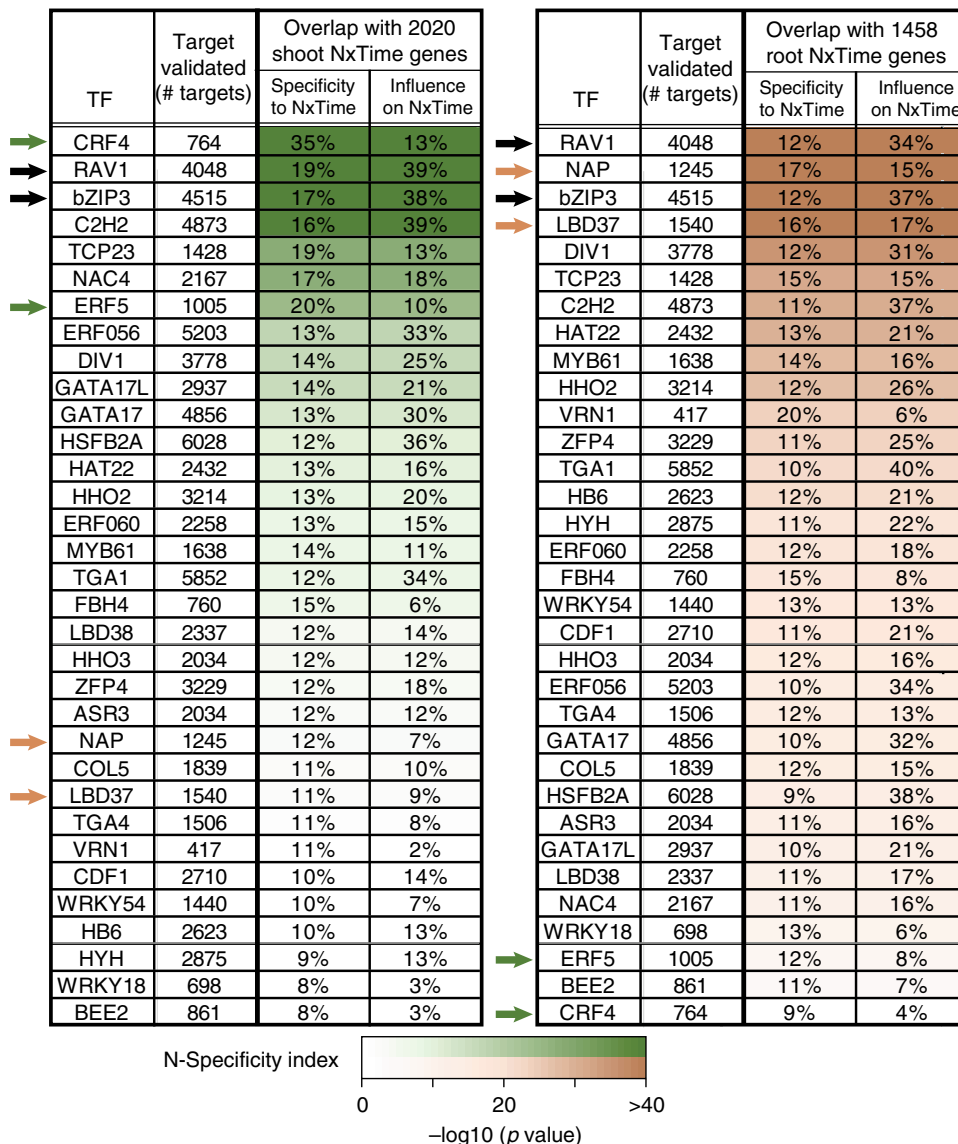 TF
Target validated (# targets)
Overlap with 2020 shoot NxTime genes
Specificity to NxTime
Influence on NxTime
CRF4 764 35% 13%
RAV1 4048 19% 39%
bZIP3 4515 17% 38%
C2H2 4873 16% 39%
TCP23 1428 19% 13%
NAC4 2167 17% 18%
ERF5 1005 20% 10%
ERF056 5203 13% 33%
DIV1 3778 14% 25%
GATA17L 2937 14% 21%
GATA17 4856 13% 30%
HSFB2A 6028 12% 36%
HAT22 2432 13% 16%
HHO2 3214 13% 20%
ERF060 2258 13% 15%
MYB61 1638 14% 11%
TGA1 5852 12% 34%
FBH4 760 15% 6%
LBD38 2337 12% 14%
HHO3 2034 12% 12%
ZFP4 3229 12% 18%
ASR3 2034 12% 12%
NAP 1245 12% 7%
COL5 1839 11% 10%
LBD37 1540 11% 9%
TGA4 1506 11% 8%
VRN1 417 11% 2%
CDF1 2710 10% 14%
WRKY54 1440 10% 7%
HB6 2623 10% 13%
HYH 2875 9% 13%
WRKY18 698 8% 3%
BEE2 861 8% 3%
TF
Target validated (# targets)
Overlap with 1458 root NxTime genes
Specificity to NxTime
Influence on NxTime
RAV1 4048 12% 34%
NAP 1245 17% 15%
bZIP3 4515 12% 37%
LBD37 1540 16% 17%
DIV1 3778 12% 31%
TCP23 1428 15% 15%
C2H2 4873 11% 37%
HAT22 2432 13% 21%
MYB61 1638 14% 16%
HHO2 3214 12% 26%
VRN1 417 20% 6%
ZFP4 3229 11% 25%
TGA1 5852 10% 40%
HB6 2623 12% 21%
HYH 2875 11% 22%
ERF060 2258 12% 18%
FBH4 760 15% 8%
WRKY54 1440 13% 13%
CDF1 2710 11% 21%
HHO3 2034 12% 16%
ERF056 5203 10% 34%
TGA4 1506 12% 13%
GATA17 4856 10% 32%
COL5 1839 12% 15%
HSFB2A 6028 9% 38%
ASR3 2034 11% 16%
GATA17L 2937 10% 21%
LBD38 2337 11% 17%
NAC4 2167 11% 16%
WRKY18 698 13% 6%
ERF5 1005 12% 8%
BEE2 861 11% 7%
CRF4 764 9% 4%
N-Specificity index
0 20 >40
–log10 (p value)